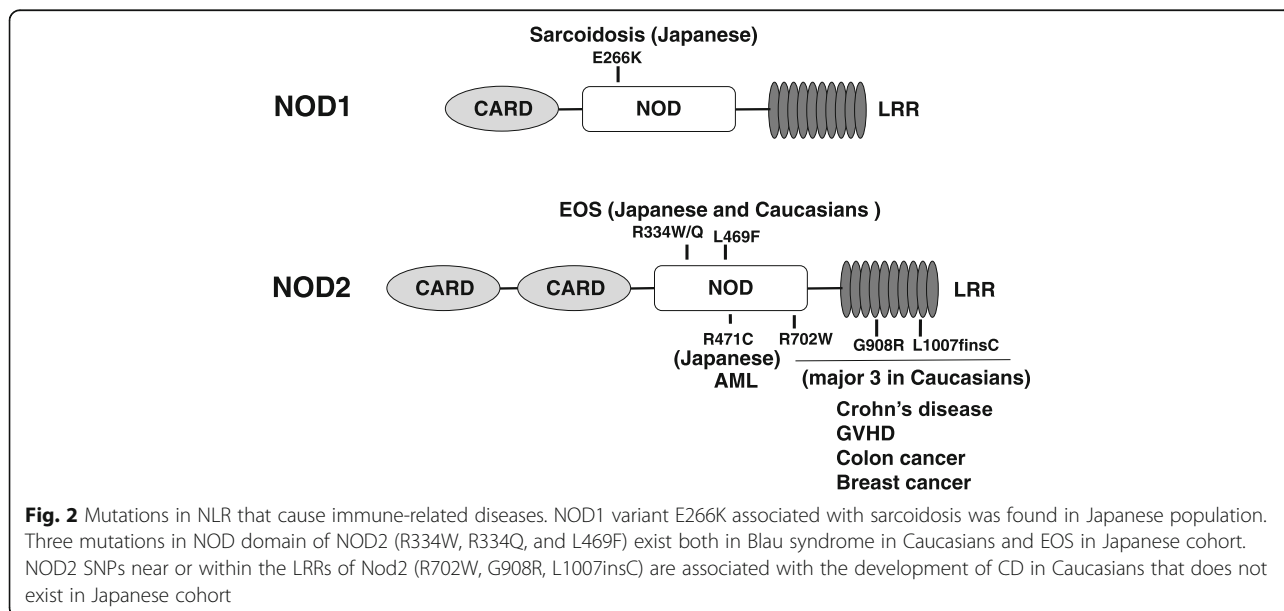 Sarcoidosis (Japanese)
E266K
NOD1
CARD
NOD
LRR
EOS (Japanese and Caucasians )
R334W/Q
L469F
NOD2
CARD
CARD
NOD
LRR
R471C
R702W
G908R
L1007finsC
(Japanese)
AML
(major 3 in Caucasians)
Crohn's disease
GVHD
Colon cancer
Breast cancer
Fig. 2 Mutations in NLR that cause immune-related diseases. NOD1 variant E266K associated with sarcoidosis was found in Japanese population.
Three mutations in NOD domain of NOD2 (R334W, R334Q, and L469F) exist both in Blau syndrome in Caucasians and EOS in Japanese cohort.
NOD2 SNPs near or within the LRRs of Nod2 (R702W, G908R, L1007insC) are associated with the development of CD in Caucasians that does not
exist in Japanese cohort